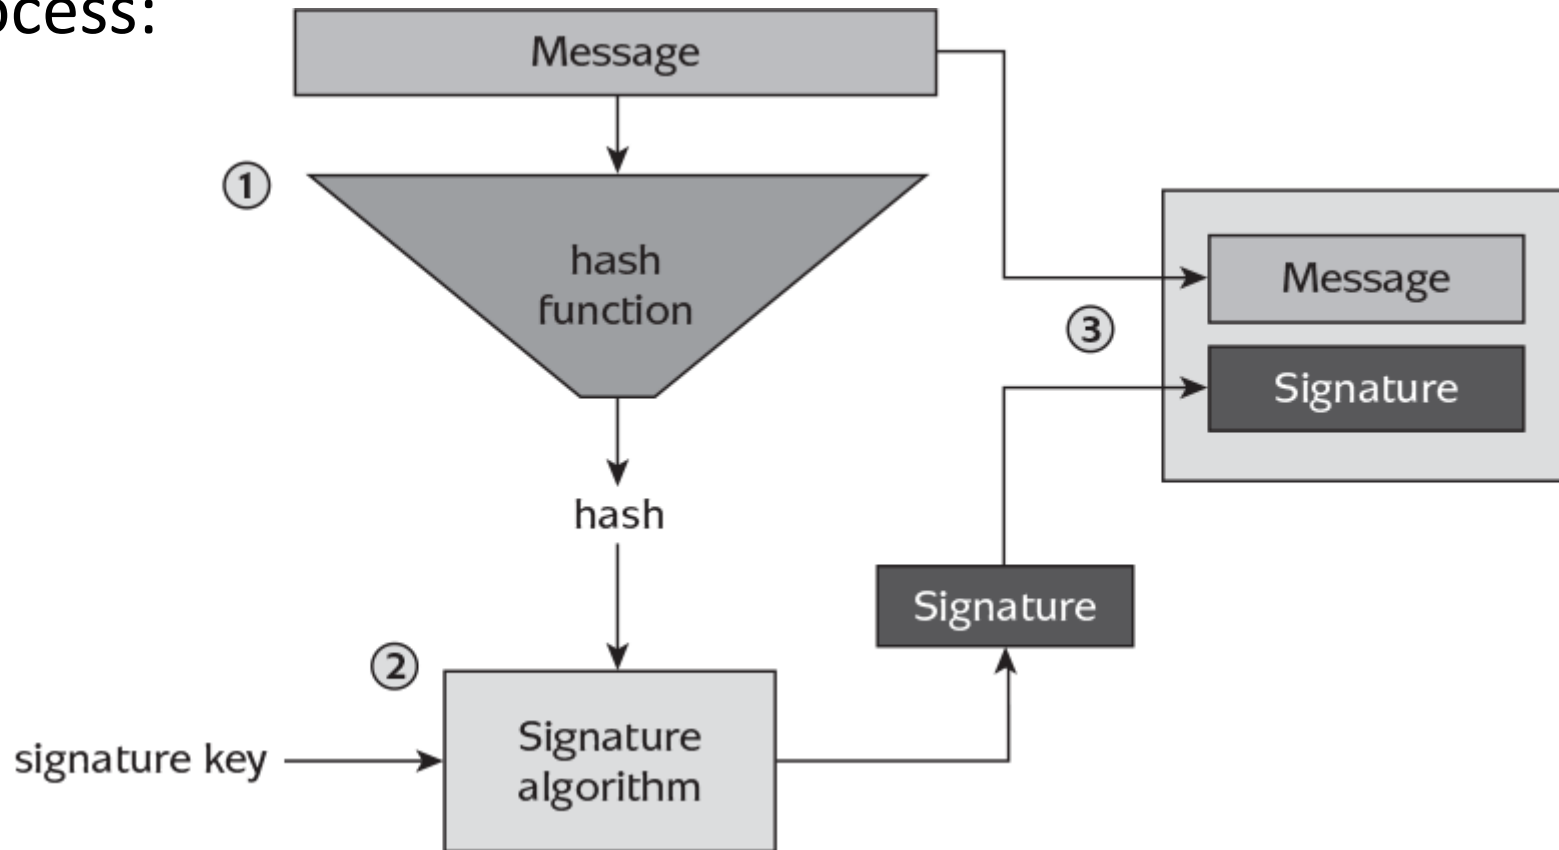 ocess:
Message
1
hash
function
Message
3
Signature
hash
Signature
2
Signature
algorithm
signature key